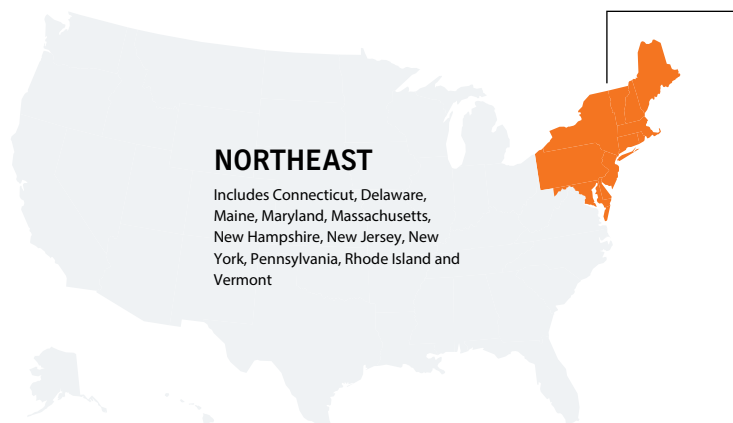 NORTHEAST
Includes Connecticut, Delaware,
Maine, Maryland, Massachusetts,
New Hampshire, New Jersey, New
York, Pennsylvania, Rhode Island and
Vermont